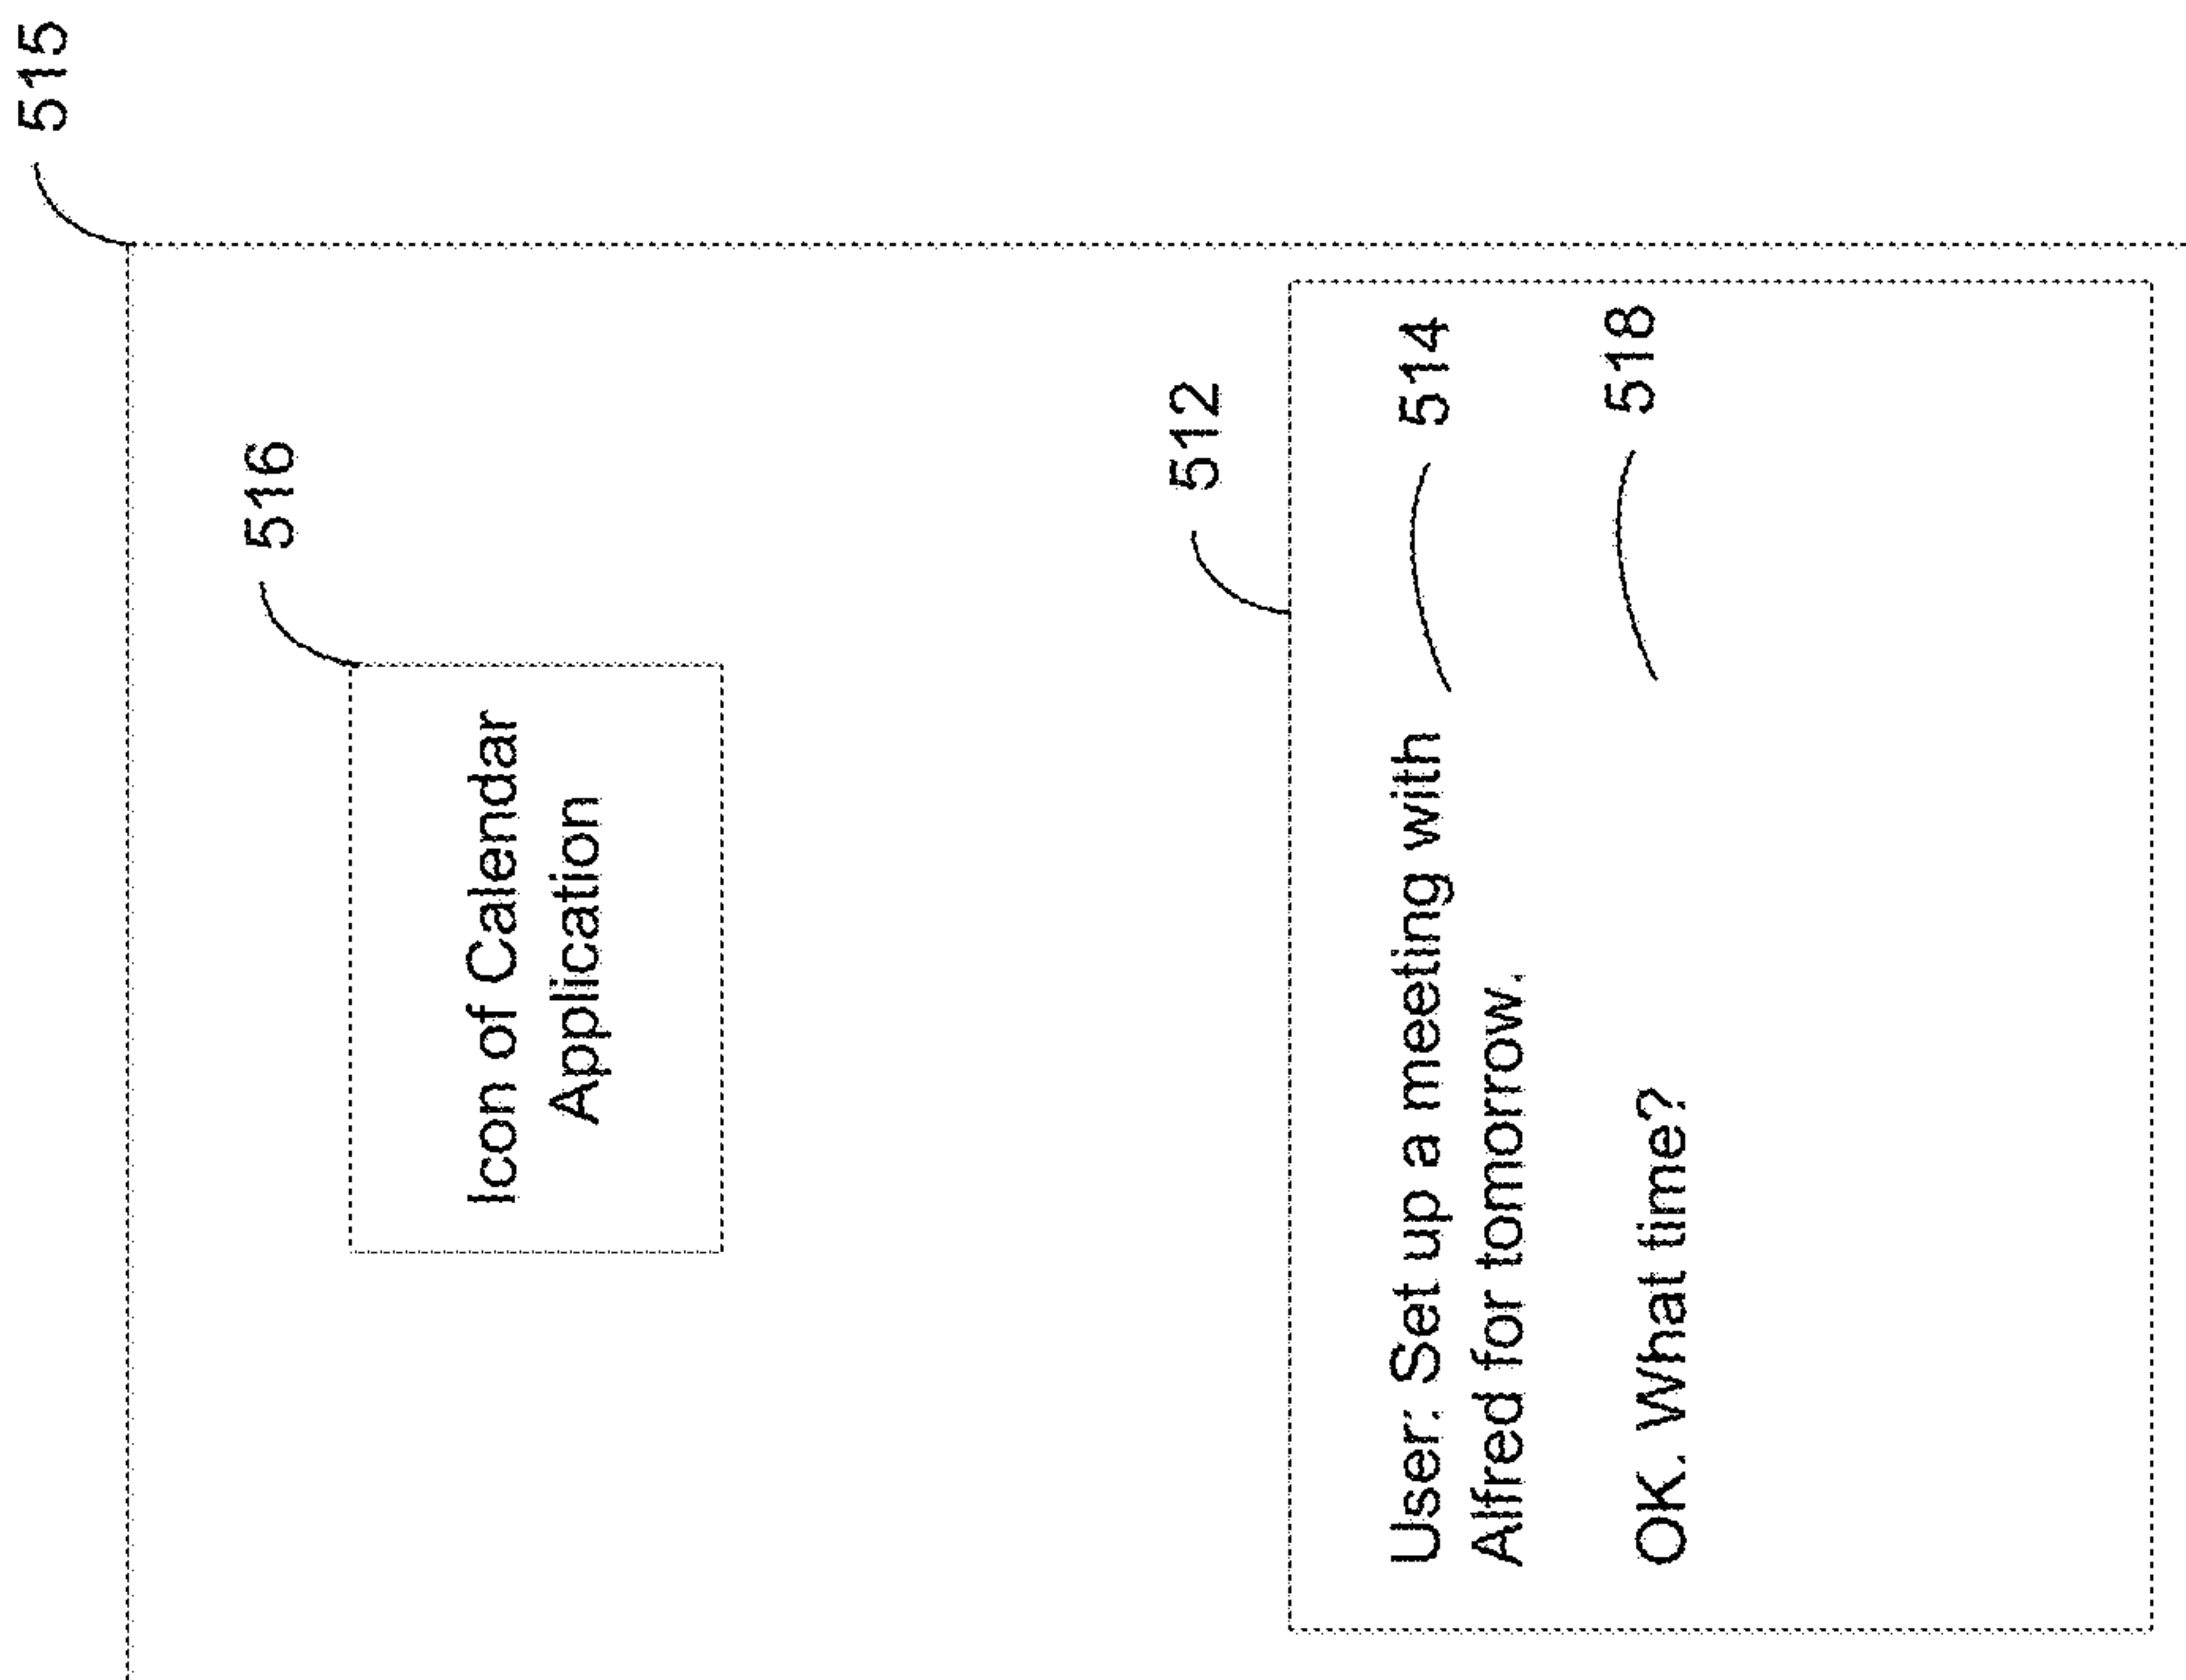 515
516
Icon of Calendar
Application
512
User: Set up a meeting with
Alfred for tomorrow.
514
OK. What time?
518